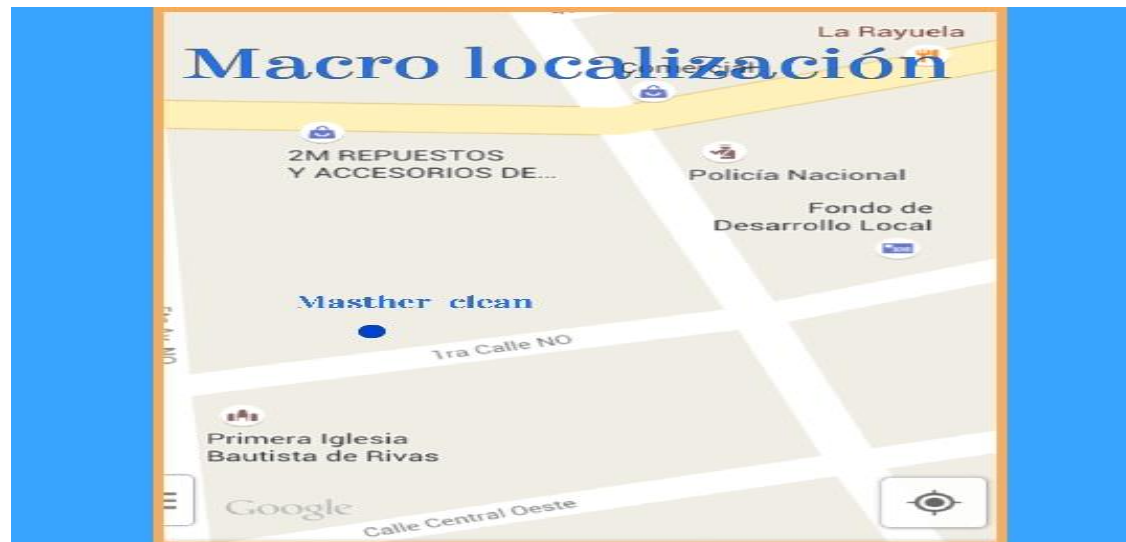 La Rayuela
Macro localización
Comercial
2M REPUESTOS
Y ACCESORIOS DE...
Policía Nacional
Fondo de
Desarrollo Local
Masther clean
1ra Calle NO
Primera Iglesia
Bautista de Rivas
Google
Calle Central Oeste